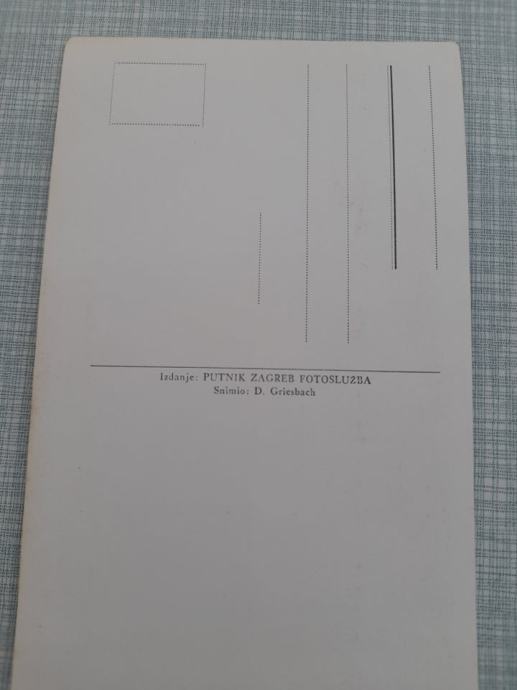 Izdanje: PUTNIK ZAGREB FOTOSLUŽBA
Snimio: D. Griesbach